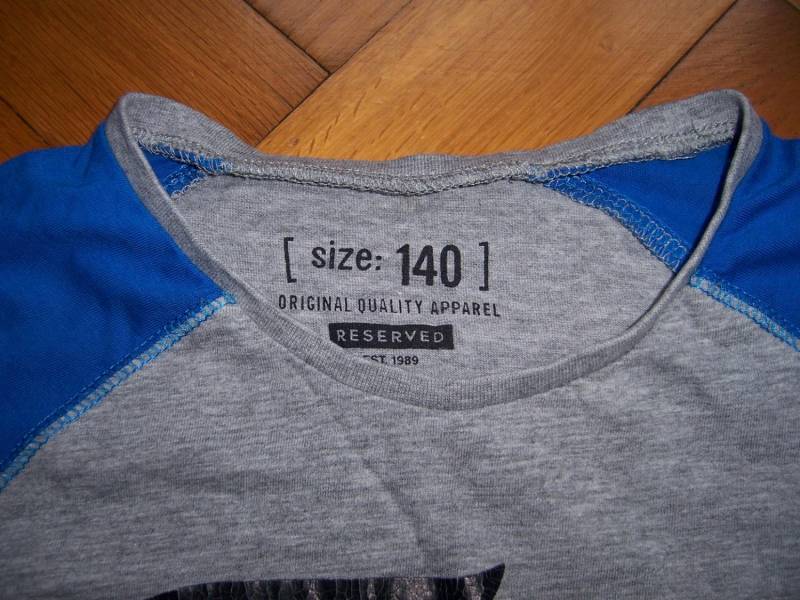 [ size: 140 ]
ORIGINAL QUALITY APPAREL
RESERVED
EST. 1989